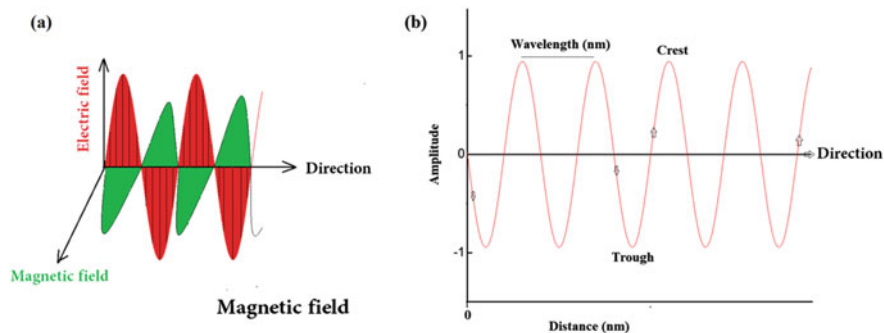 (a)
Electric field
Direction
Magnetic field
Magnetic field
(b)
Wavelength (nm)
Crest
1
Amplitude
0
Direction
-1
Trough
0
Distance (nm)